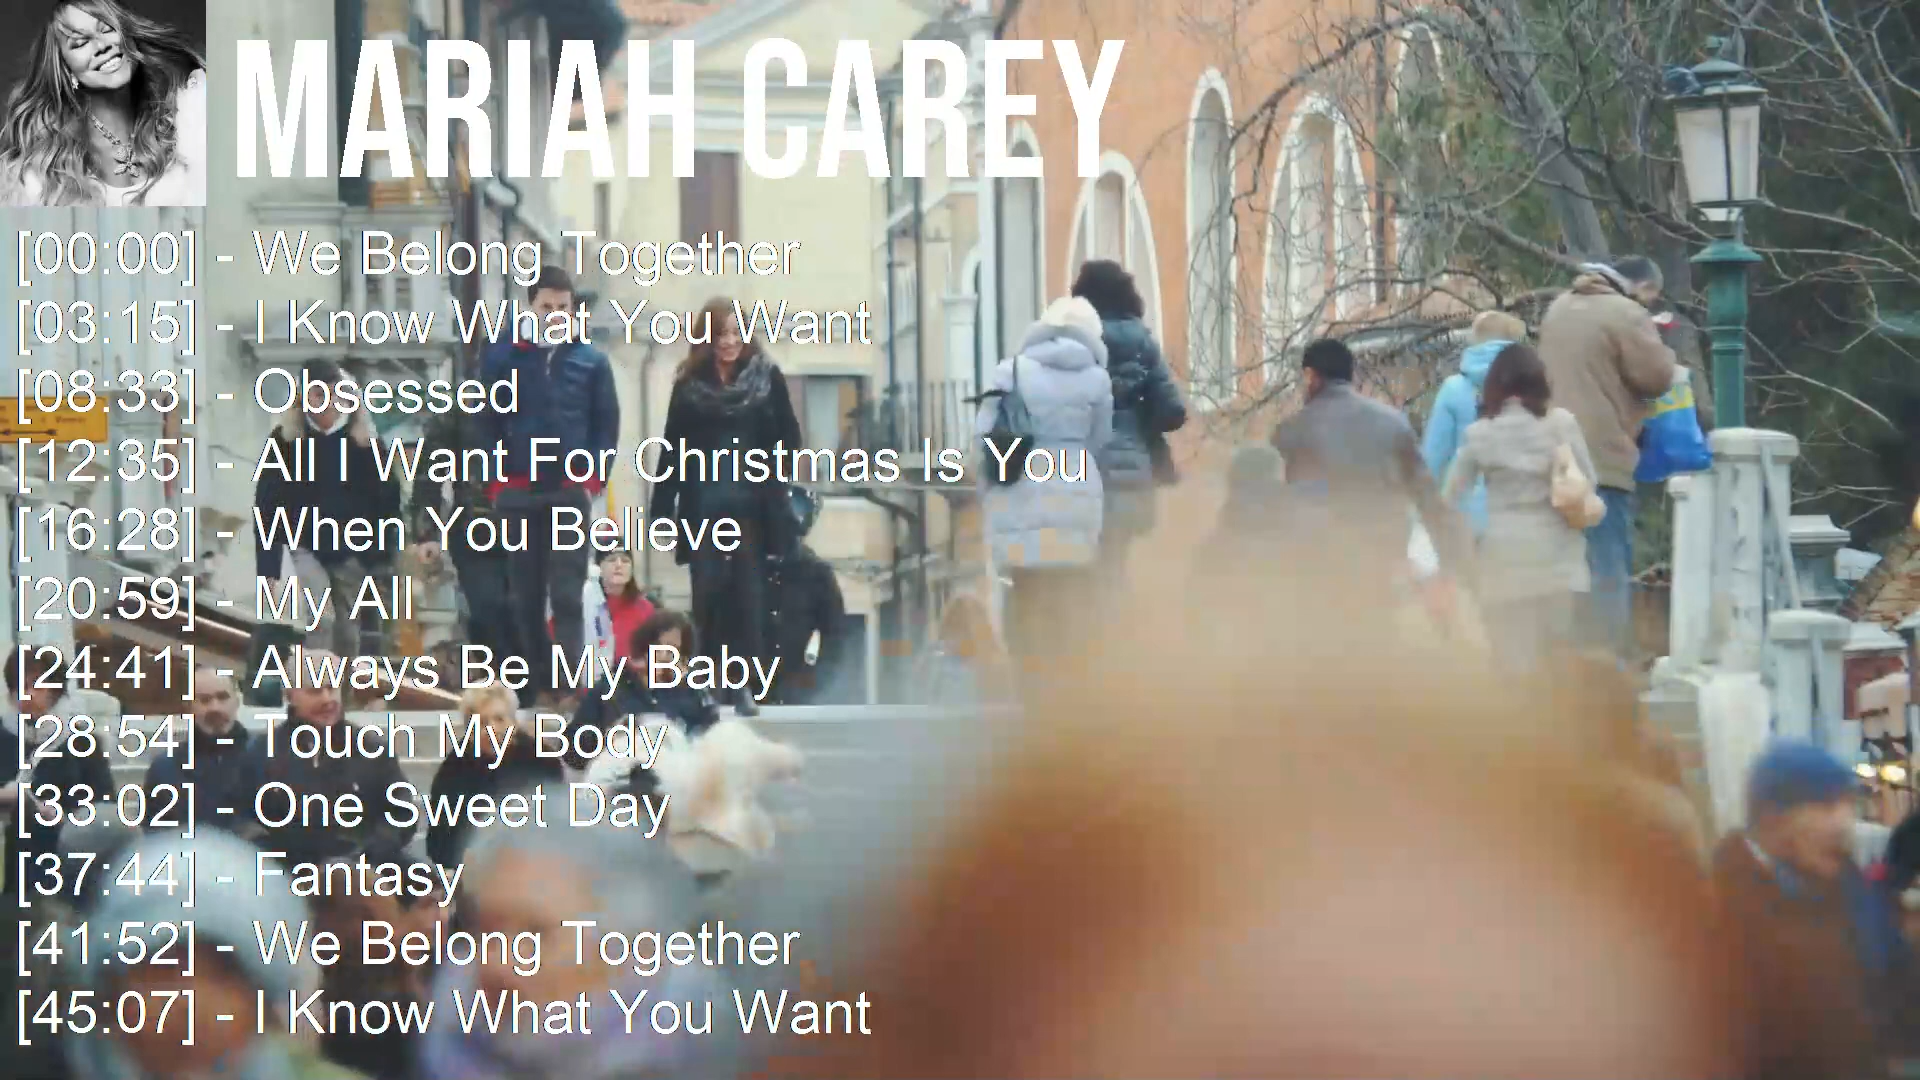 MARIAH CAREY
[00:00] - We Belong Together
[03:15] - I Know What You Want
[08:33] - Obsessed
[12:35] - All I Want For Christmas Is You
[16:28] - When You Believe
[20:59] - My All
[24:41] - Always Be My Baby
[28:54] - Touch My Body
[33:02] - One Sweet Day
[37:44] - Fantasy
[41:52] - We Belong Together
[45:07] - I Know What You Want